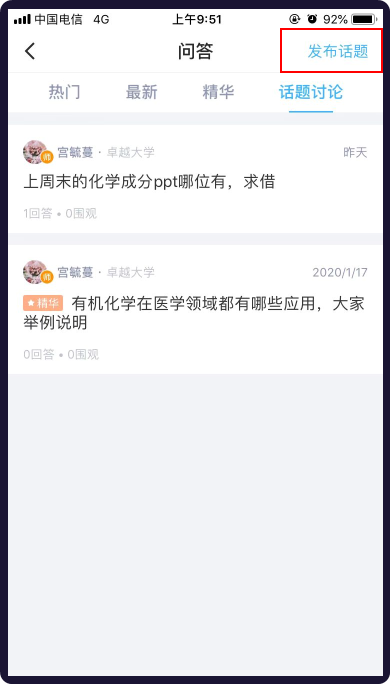 中国电信 4G 上午9:51 92%
问答 发布话题
热门 最新 精华 话题讨论
师 宫毓蔓 · 卓越大学 昨天
上周末的化学成分ppt哪位有，求借
1回答 • 0围观
师 宫毓蔓 · 卓越大学 2020/1/17
精华 有机化学在医学领域都有哪些应用，大家
举例说明
0回答 • 0围观